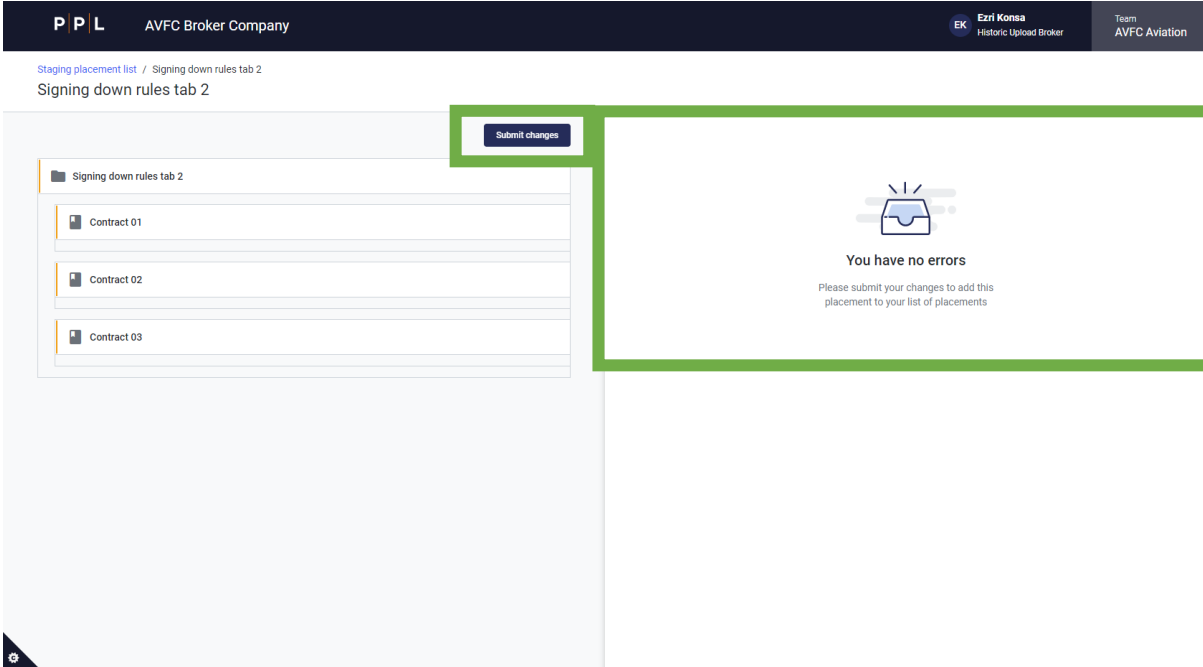 PPL AVFC Broker Company
EK Ezri Konsa
Historic Upload Broker
Team
AVFC Aviation
Staging placement list / Signing down rules tab 2
Signing down rules tab 2
Submit changes
Signing down rules tab 2
Contract 01
Contract 02
Contract 03
You have no errors
Please submit your changes to add this
placement to your list of placements